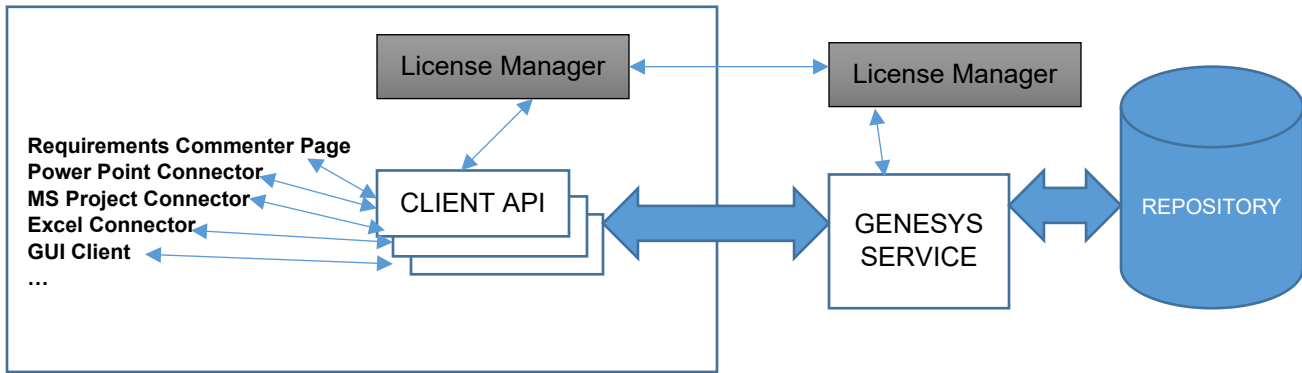 License Manager
License Manager
Requirements Commenter Page
Power Point Connector
MS Project Connector
Excel Connector
GUI Client
…
CLIENT API
GENESYS
SERVICE
REPOSITORY